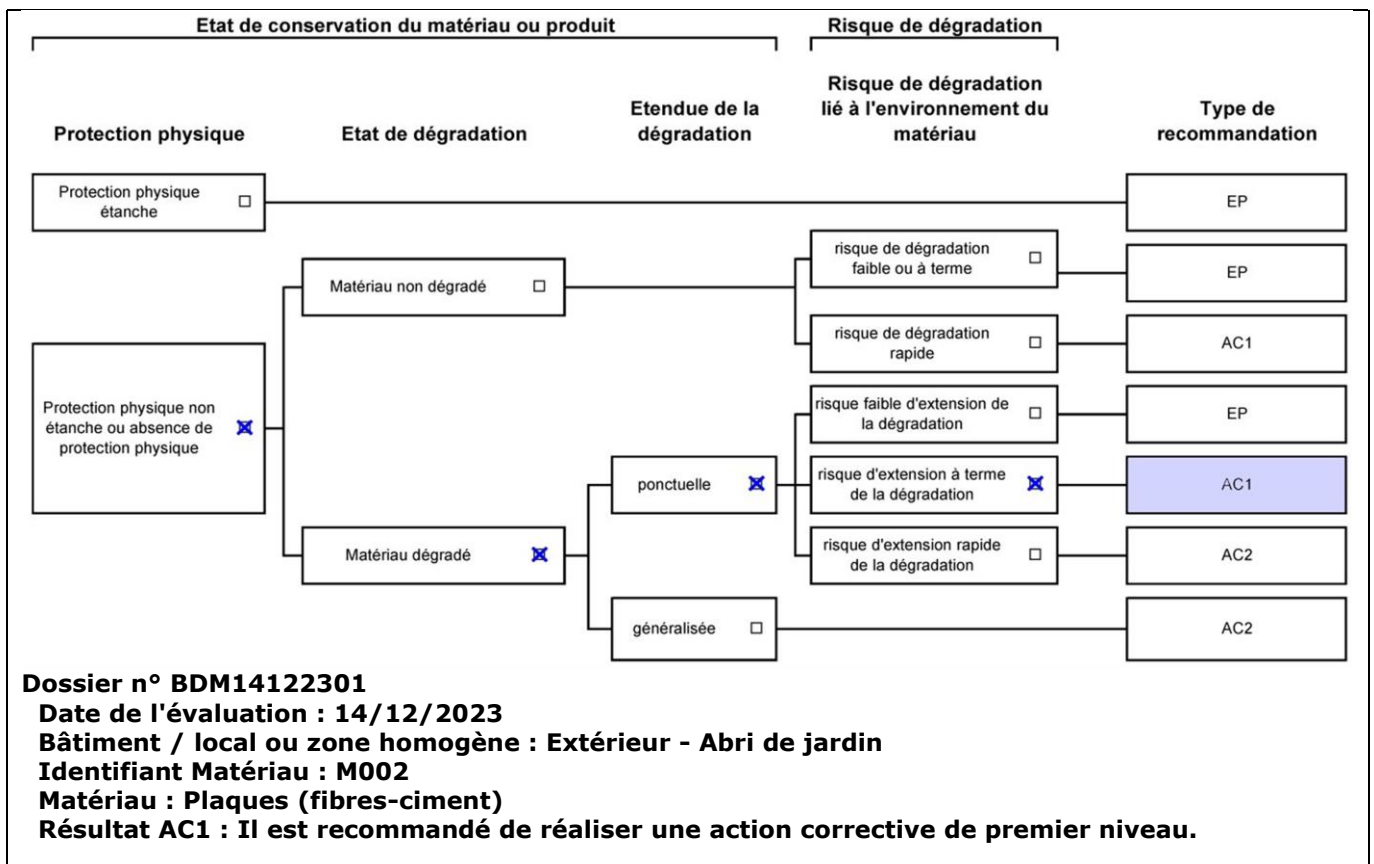 Etat de conservation du matériau ou produit
Risque de dégradation
Protection physique
Etat de dégradation
Etendue de la
dégradation
Risque de dégradation
lié à l'environnement du
matériau
Type de
recommandation
Protection physique
étanche
EP
risque de dégradation
faible ou à terme
EP
Matériau non dégradé
risque de dégradation
rapide
AC1
Protection physique non
étanche ou absence de
protection physique
risque faible d'extension de
la dégradation
EP
ponctuelle
risque d'extension à terme
de la dégradation
AC1
Matériau dégradé
risque d'extension rapide
de la dégradation
AC2
généralisée
AC2
Dossier n° BDM14122301
Date de l'évaluation : 14/12/2023
Bâtiment / local ou zone homogène : Extérieur - Abri de jardin
Identifiant Matériau : M002
Matériau : Plaques (fibres-ciment)
Résultat AC1 : Il est recommandé de réaliser une action corrective de premier niveau.